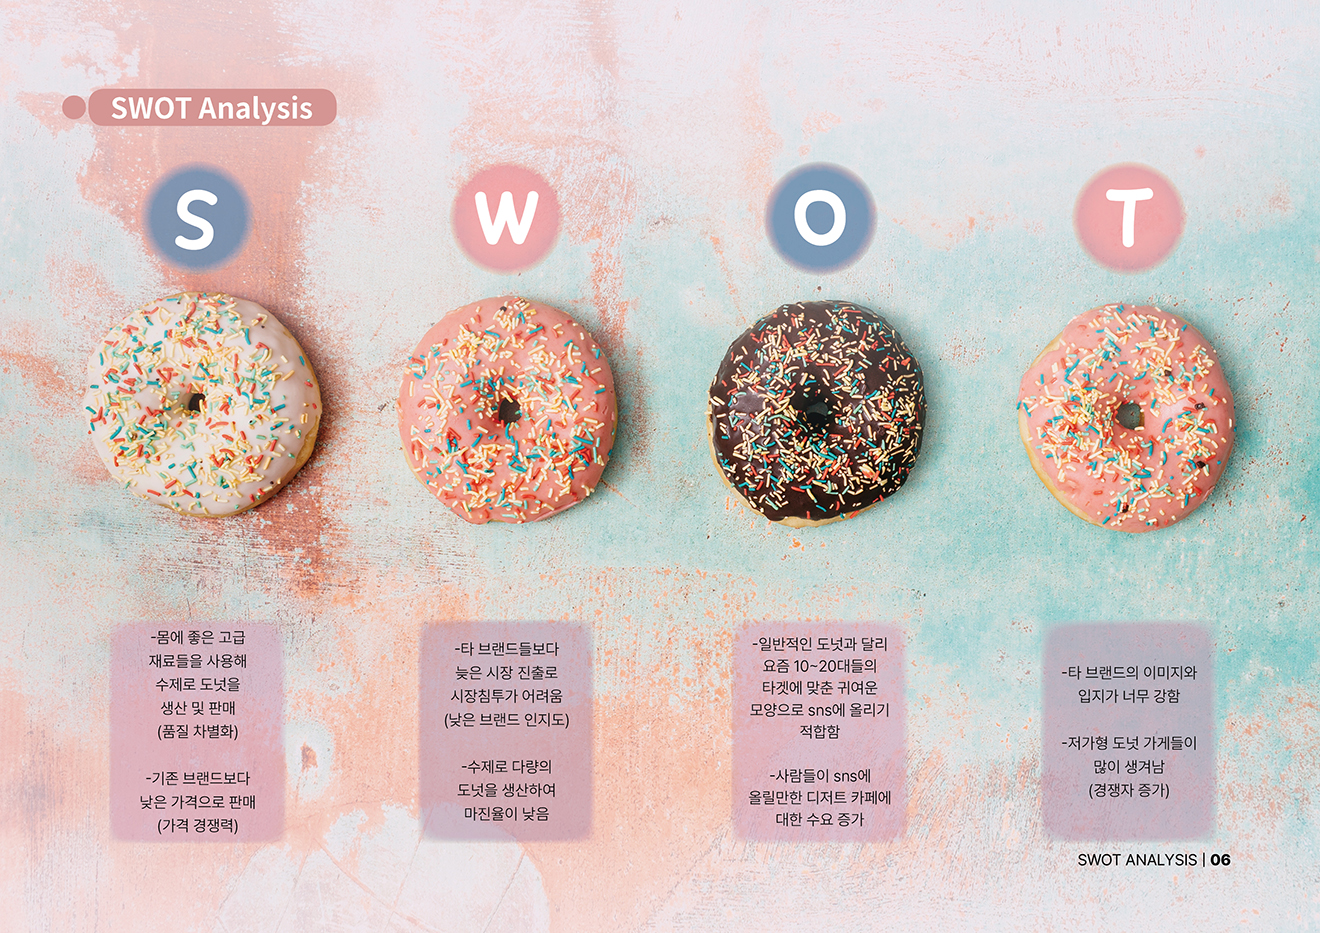 SWOT Analysis
S
W
O
T
-몸에 좋은 고급
재료들을 사용해
수제로 도넛을
생산 및 판매
(품질 차별화)
-기존 브랜드보다
낮은 가격으로 판매
(가격 경쟁력)
-타 브랜드들보다
늦은 시장 진출로
시장침투가 어려움
(낮은 브랜드 인지도)
-수제로 다량의
도넛을 생산하여
마진율이 낮음
-일반적인 도넛과 달리
요즘 10~20대들의
타겟에 맞춘 귀여운
모양으로 sns에 올리기
적합함
-사람들이 sns에
올릴만한 디저트 카페에
대한 수요 증가
-타 브랜드의 이미지와
입지가 너무 강함
-저가형 도넛 가게들이
많이 생겨남
(경쟁자 증가)
SWOT ANALYSIS | 06